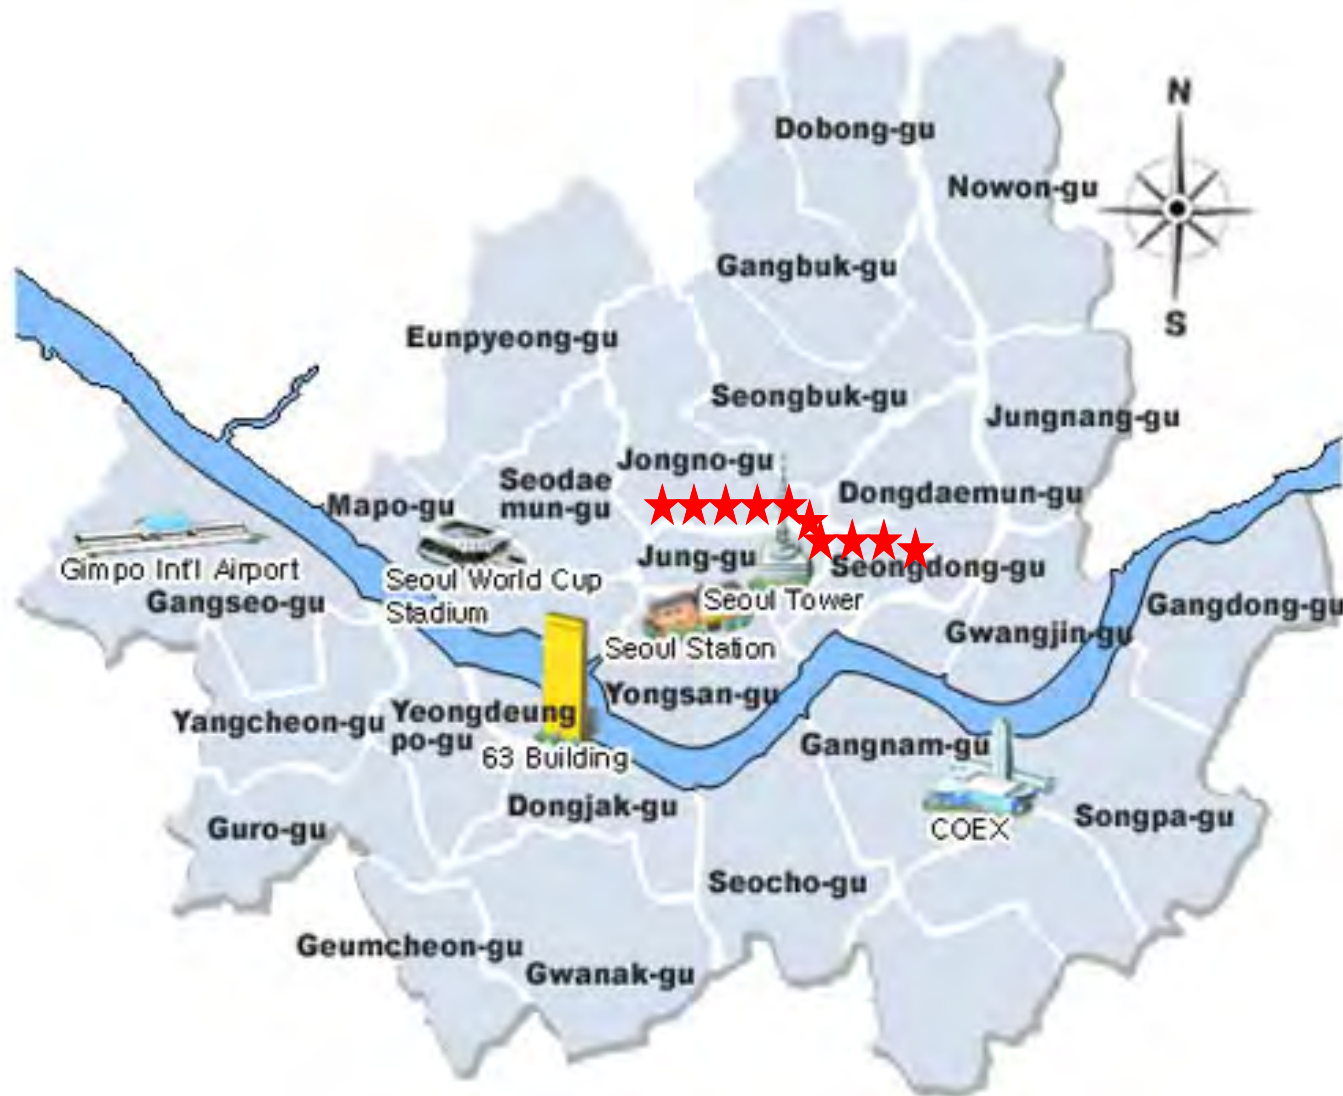 N
Dobong-gu
Nowon-gu
Gangbuk-gu
S
Eunpyeong-gu
Seongbuk-gu
Jungnang-gu
Jongno-gu
Seodae
mun-gu
Mapo-gu
Dongdaemun-gu
Jung-gu
Gimpo Int'l Airport
Seoul World Cup
Stadium
Seongdong-gu
Seoul Tower
Gangseo-gu
Gangdong-gu
Gwangjin-gu
Seoul Station
Yongsan-gu
Yangcheon-gu
Yeongdeung
po-gu
63 Building
Gangnam-gu
Dongjak-gu
COEX
Songpa-gu
Guro-gu
Seocho-gu
Geumcheon-gu
Gwanak-gu